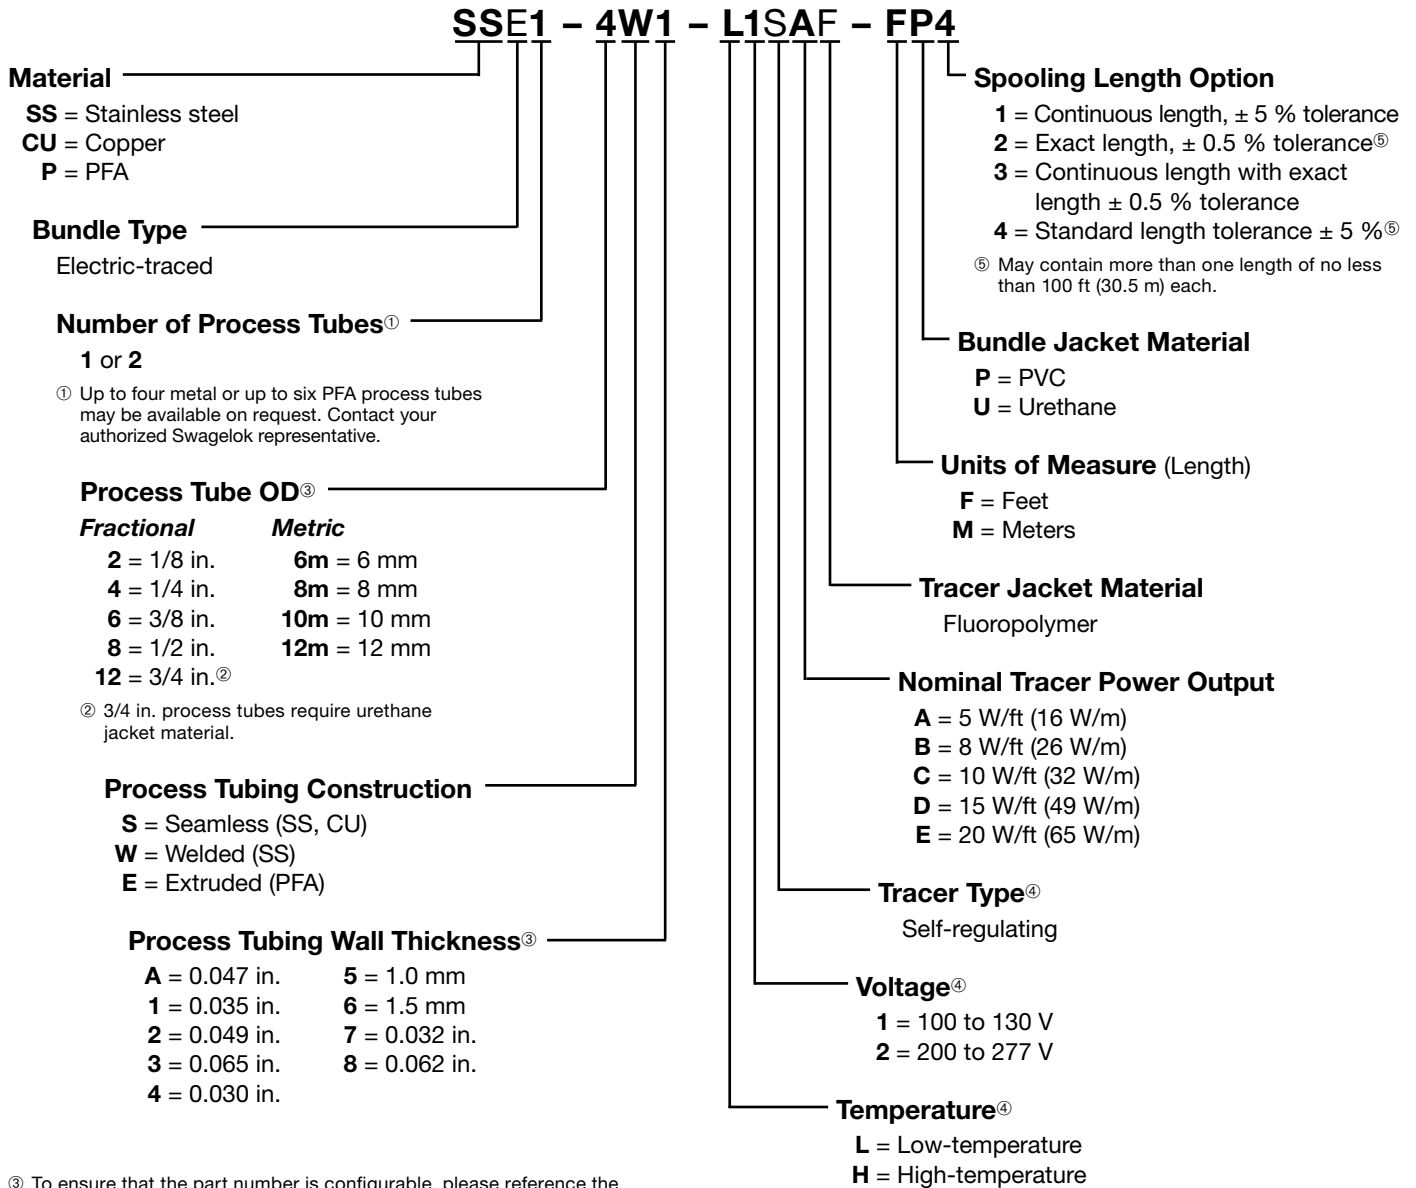 SSE1 – 4W1 – L1SAF – FP4
Material
SS = Stainless steel
CU = Copper
P = PFA
Bundle Type
Electric-traced
Number of Process Tubes①
1 or 2
① Up to four metal or up to six PFA process tubes
may be available on request. Contact your
authorized Swagelok representative.
Process Tube OD③
Fractional Metric
2 = 1/8 in. 6m = 6 mm
4 = 1/4 in. 8m = 8 mm
6 = 3/8 in. 10m = 10 mm
8 = 1/2 in. 12m = 12 mm
12 = 3/4 in.②
② 3/4 in. process tubes require urethane
jacket material.
Process Tubing Construction
S = Seamless (SS, CU)
W = Welded (SS)
E = Extruded (PFA)
Process Tubing Wall Thickness③
A = 0.047 in. 5 = 1.0 mm
1 = 0.035 in. 6 = 1.5 mm
2 = 0.049 in. 7 = 0.032 in.
3 = 0.065 in. 8 = 0.062 in.
4 = 0.030 in.
③ To ensure that the part number is configurable, please reference the
Spooling Length Option
1 = Continuous length, ± 5 % tolerance
2 = Exact length, ± 0.5 % tolerance⑤
3 = Continuous length with exact
length ± 0.5 % tolerance
4 = Standard length tolerance ± 5 %⑤
⑤ May contain more than one length of no less
than 100 ft (30.5 m) each.
Bundle Jacket Material
P = PVC
U = Urethane
Units of Measure (Length)
F = Feet
M = Meters
Tracer Jacket Material
Fluoropolymer
Nominal Tracer Power Output
A = 5 W/ft (16 W/m)
B = 8 W/ft (26 W/m)
C = 10 W/ft (32 W/m)
D = 15 W/ft (49 W/m)
E = 20 W/ft (65 W/m)
Tracer Type④
Self-regulating
Voltage④
1 = 100 to 130 V
2 = 200 to 277 V
Temperature④
L = Low-temperature
H = High-temperature